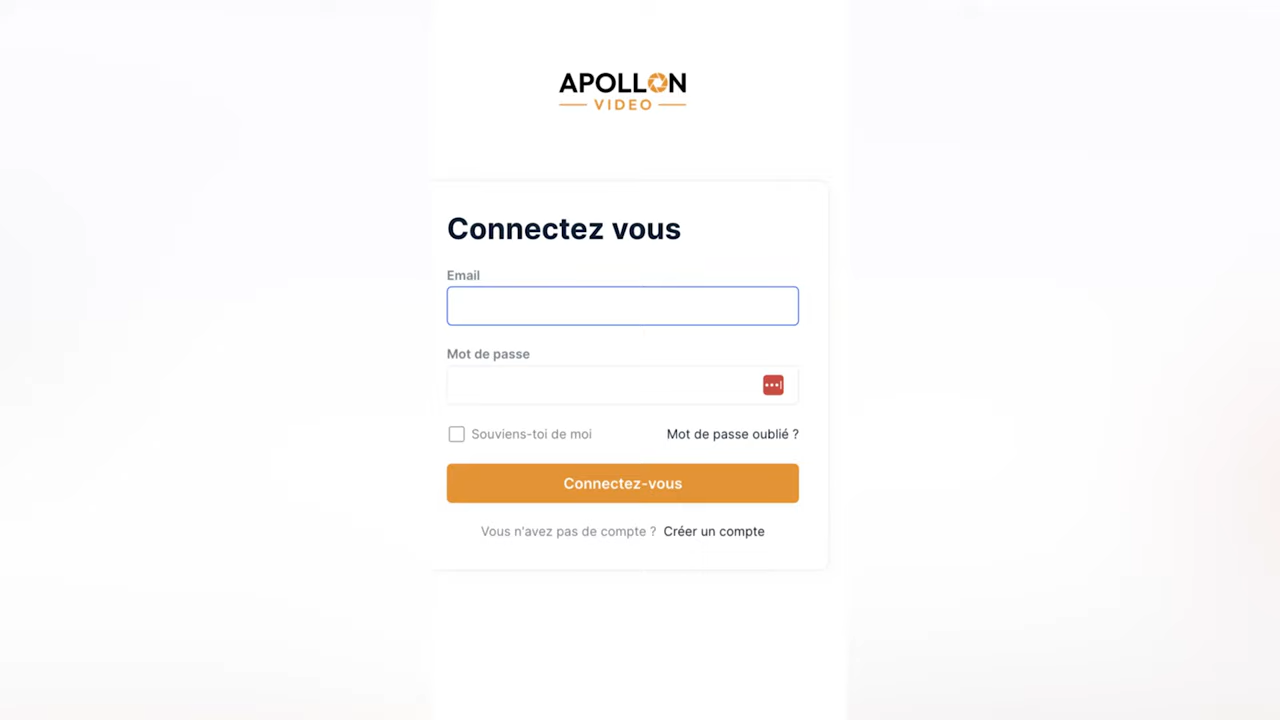 APOLLON
VIDEO
Connectez vous
Email
Mot de passe
Souviens-toi de moi Mot de passe oublié ?
Connectez-vous
Vous n'avez pas de compte ? Créer un compte